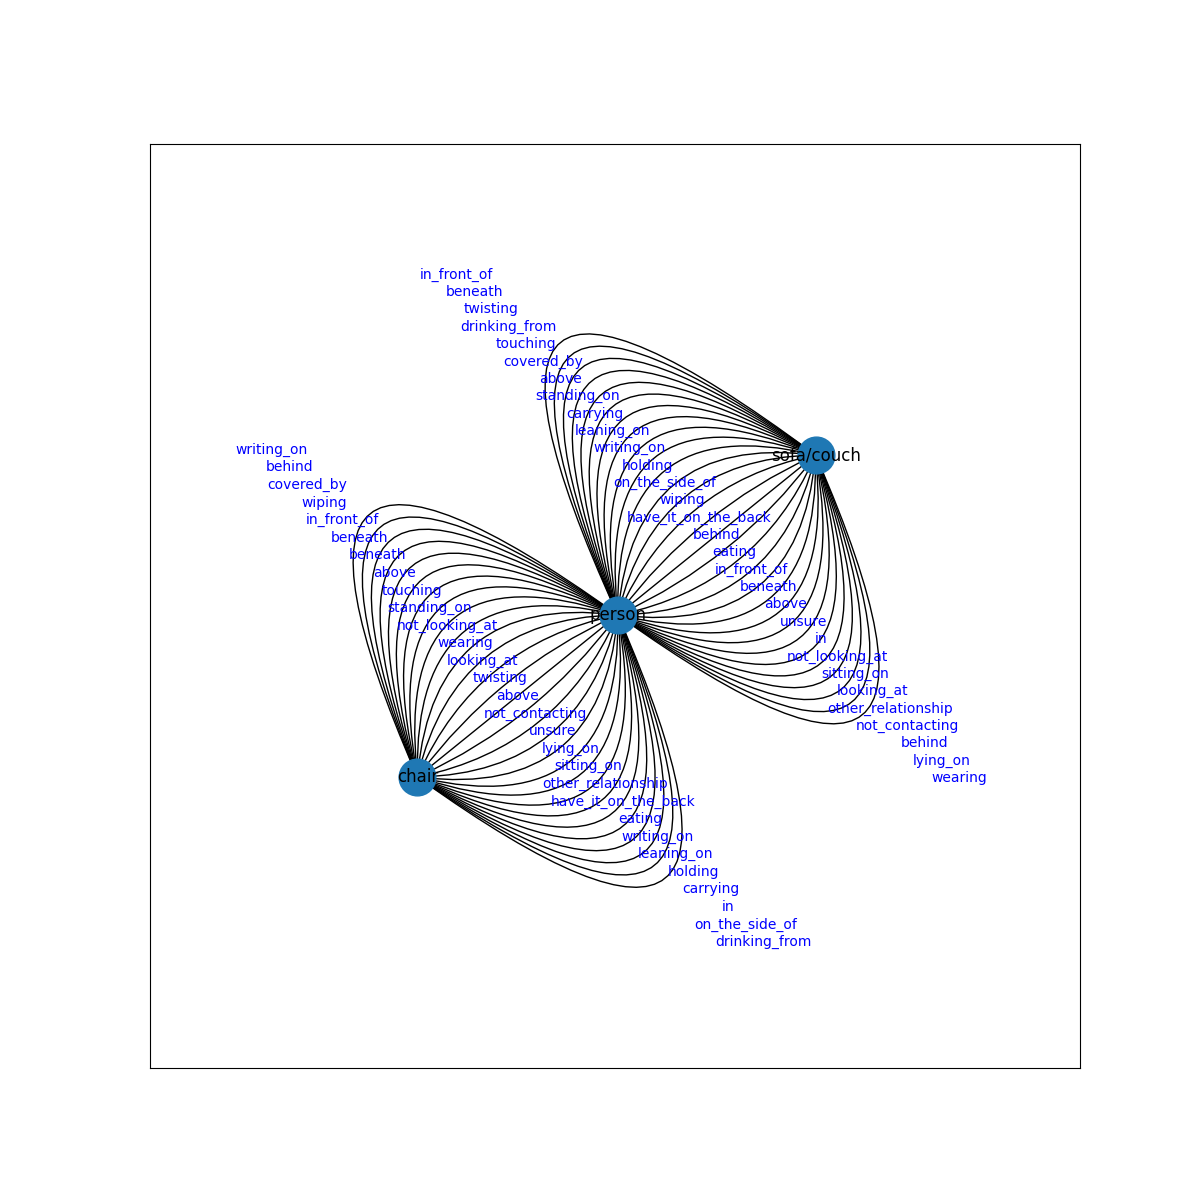 in_front_of
beneath
twisting
drinking_from
touching
covered_by
above
standing_on
carrying
leaning_on
writing_on
holding
on_the_side_of
wiping
have_it_on_the_back
behind
eating
in_front_of
beneath
above
unsure
in
not_looking_at
sitting_on
looking_at
other_relationship
not_contacting
behind
lying_on
wearing
sofa/couch
person
writing_on
behind
covered_by
wiping
in_front_of
beneath
beneath
above
touching
standing_on
not_looking_at
wearing
looking_at
twisting
above
not_contacting
unsure
lying_on
sitting_on
other_relationship
have_it_on_the_back
eating
writing_on
leaning_on
holding
carrying
in
on_the_side_of
drinking_from
chair